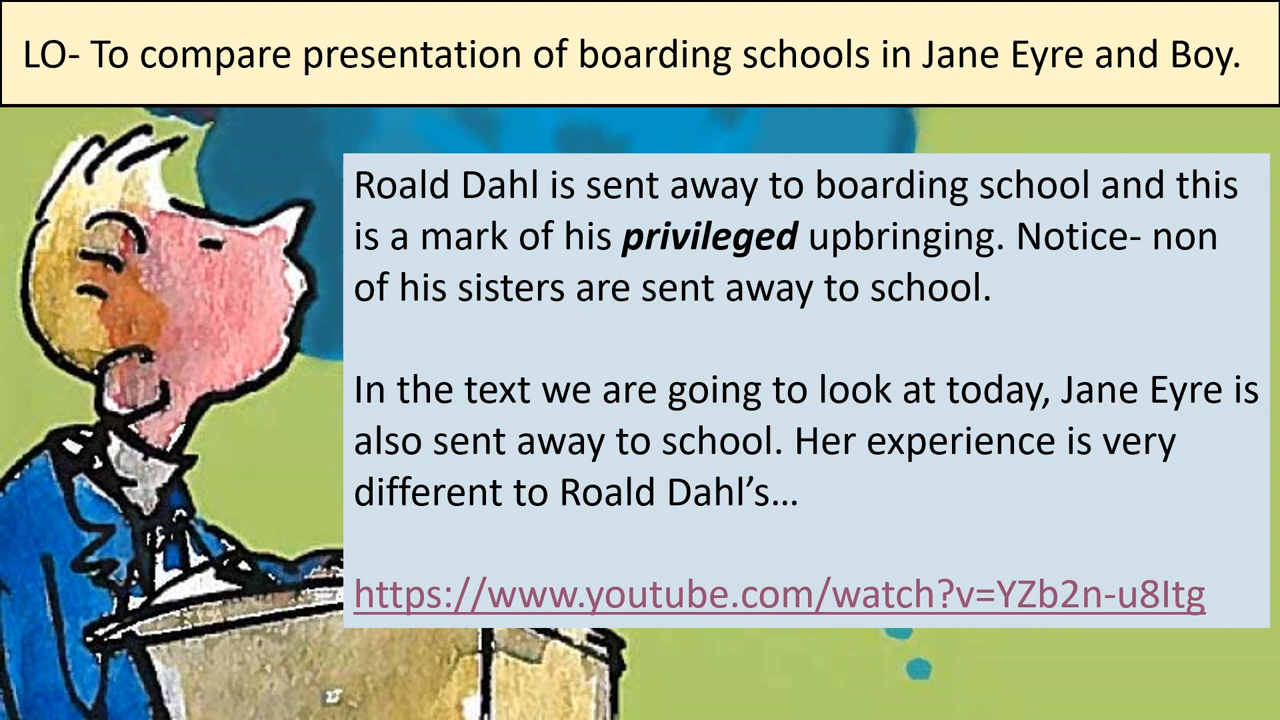 LO- To compare presentation of boarding schools in Jane Eyre and Boy.
Roald Dahl is sent away to boarding school and this
is a mark of his privileged upbringing. Notice- non
of his sisters are sent away to school.
In the text we are going to look at today, Jane Eyre is
also sent away to school. Her experience is very
different to Roald Dahl’s…
https://www.youtube.com/watch?v=YZb2n-u8Itg